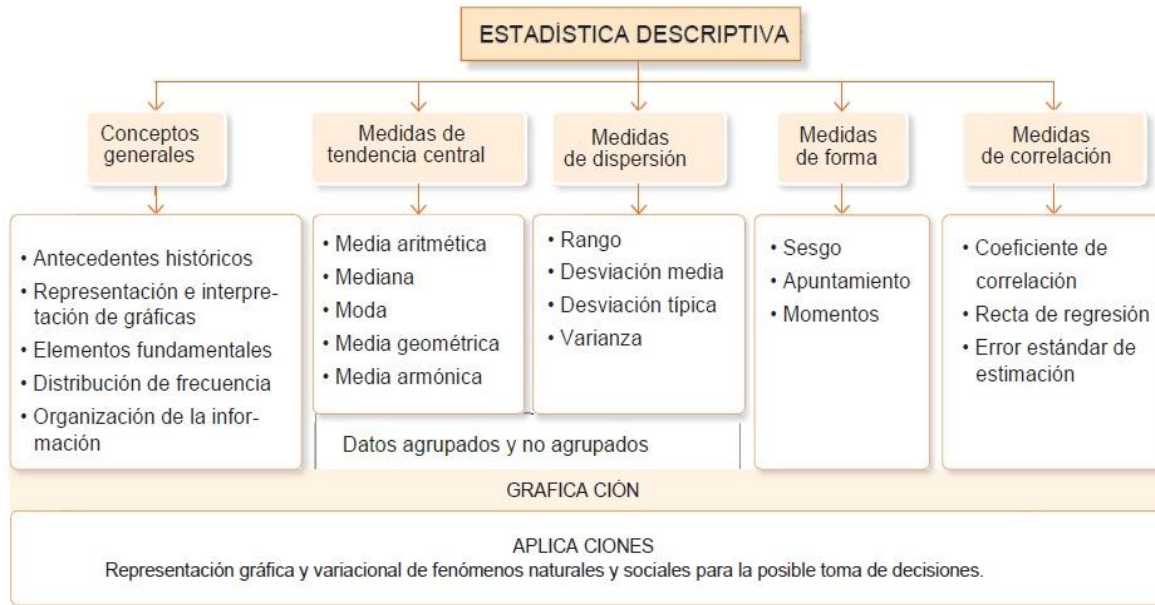 ESTADÍSTICA DESCRIPTIVA
Conceptos
generales
Medidas de
tendencia central
Medidas
de dispersión
Medidas
de forma
Medidas
de correlación
• Antecedentes históricos
• Representación e interpre-
tación de gráficas
• Elementos fundamentales
• Distribución de frecuencia
• Organización de la infor-
mación
• Media aritmética
• Mediana
• Moda
• Media geométrica
• Media armónica
• Rango
• Desviación media
• Desviación típica
• Varianza
Datos agrupados y no agrupados
• Sesgo
• Apuntamiento
• Momentos
• Coeficiente de
correlación
• Recta de regresión
• Error estándar de
estimación
GRAFICA CIÓN
APLICA CIONES
Representación gráfica y variacional de fenómenos naturales y sociales para la posible toma de decisiones.